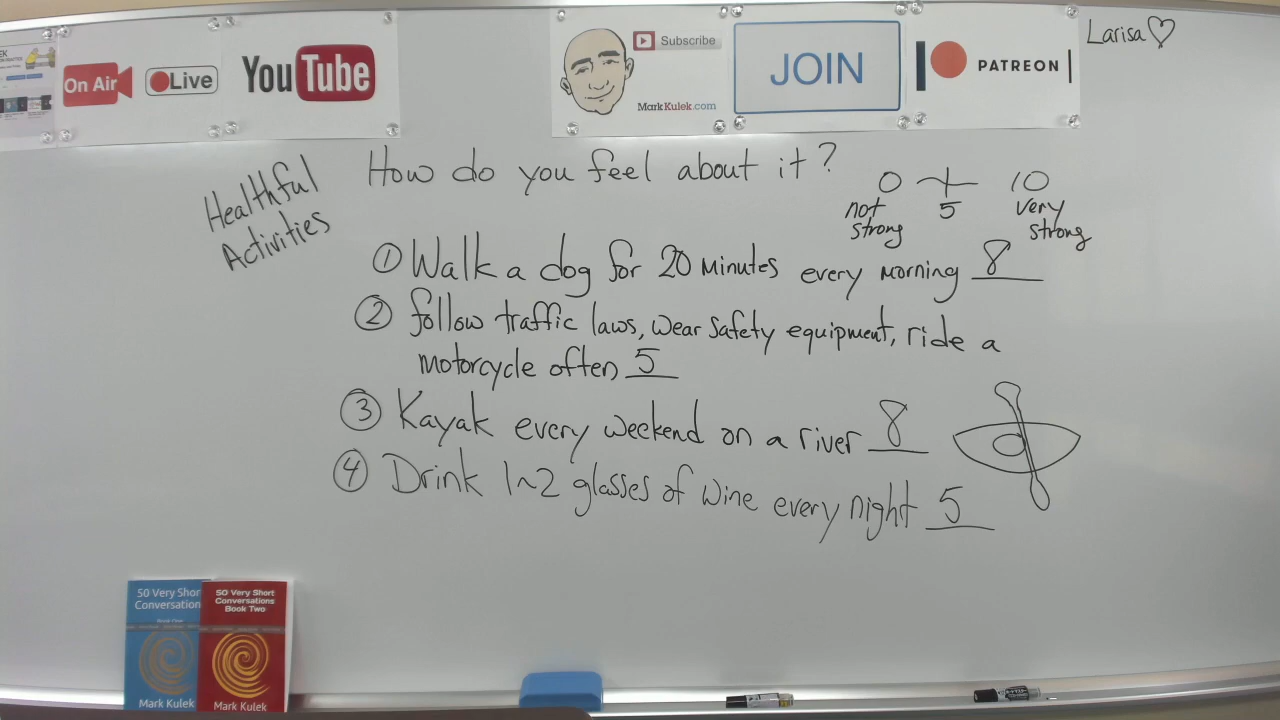 On Air
Live
YouTube
Subscribe
MarkKulek.com
JOIN
PATREON
Larisa♡
Healthful
Activities
How do you feel about it?
0 10
not
strong
5
very
strong
① Walk a dog for 20 minutes every morning 8
② follow traffic laws, wear safety equipment, ride a
motorcycle often 5
③ Kayak every weekend on a river 8
④ Drink 1~2 glasses of wine every night 5
50 Very Shor
Conversation
Mark Kulek
50 Very Short
Conversations
Book Two
Mark Kulek